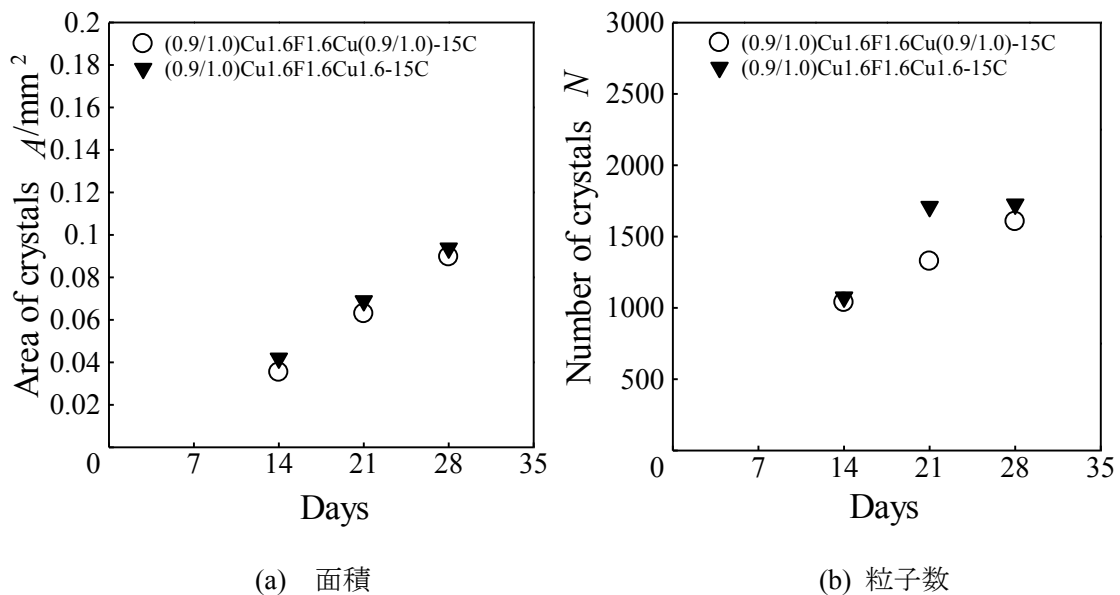 0.2
0.18
0.16
0.14
0.12
0.1
0.08
0.06
0.04
0.02
0
Area of crystals A/mm2
(0.9/1.0)Cu1.6F1.6Cu(0.9/1.0)-15C
(0.9/1.0)Cu1.6F1.6Cu1.6-15C
7 14 21 28 35
Days
(a) 面積
3000
2500
2000
1500
1000
500
0
Number of crystals N
(0.9/1.0)Cu1.6F1.6Cu(0.9/1.0)-15C
(0.9/1.0)Cu1.6F1.6Cu1.6-15C
7 14 21 28 35
Days
(b) 粒子数